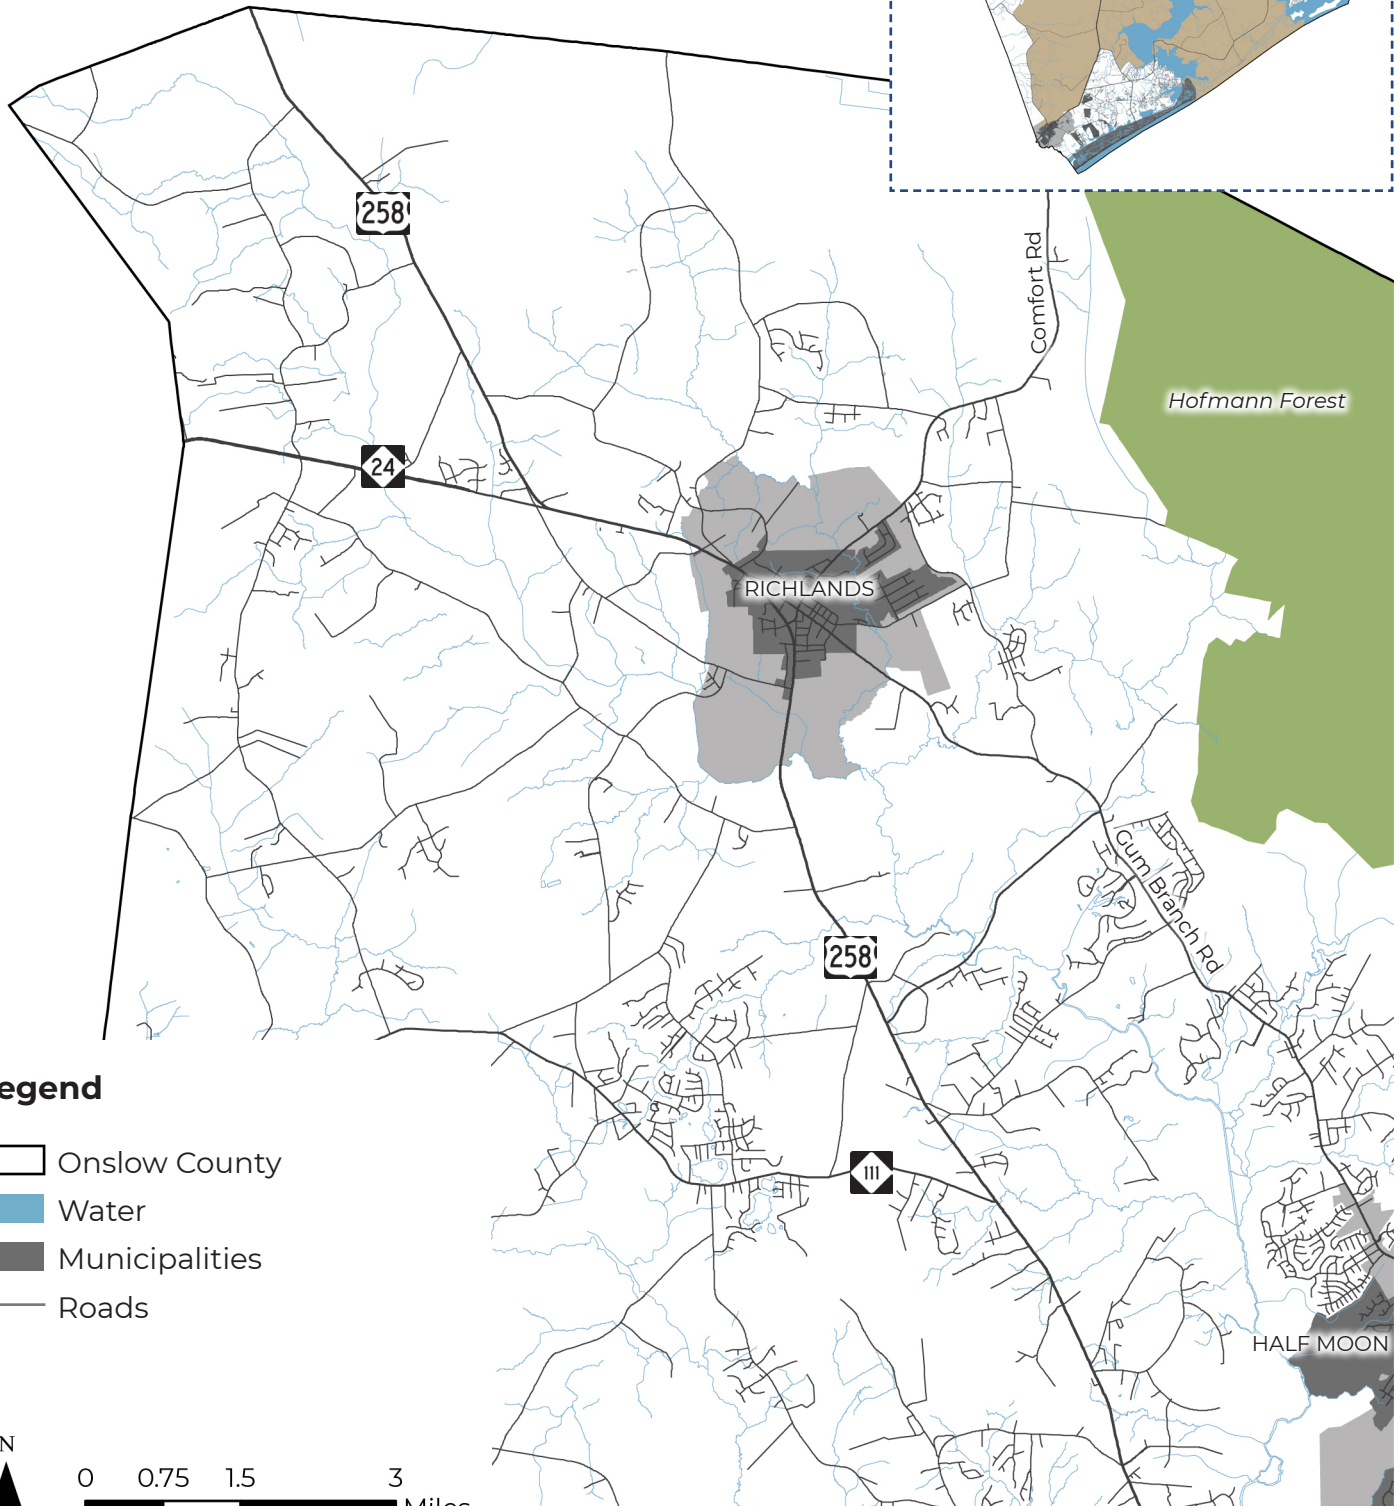 258
Comfort Rd
Hofmann Forest
24
RICHLANDS
Gum Branch Rd
258
egend
Onslow County
111
Water
Municipalities
Roads
HALF MOON
N
0 0.75 1.5 3
Miles